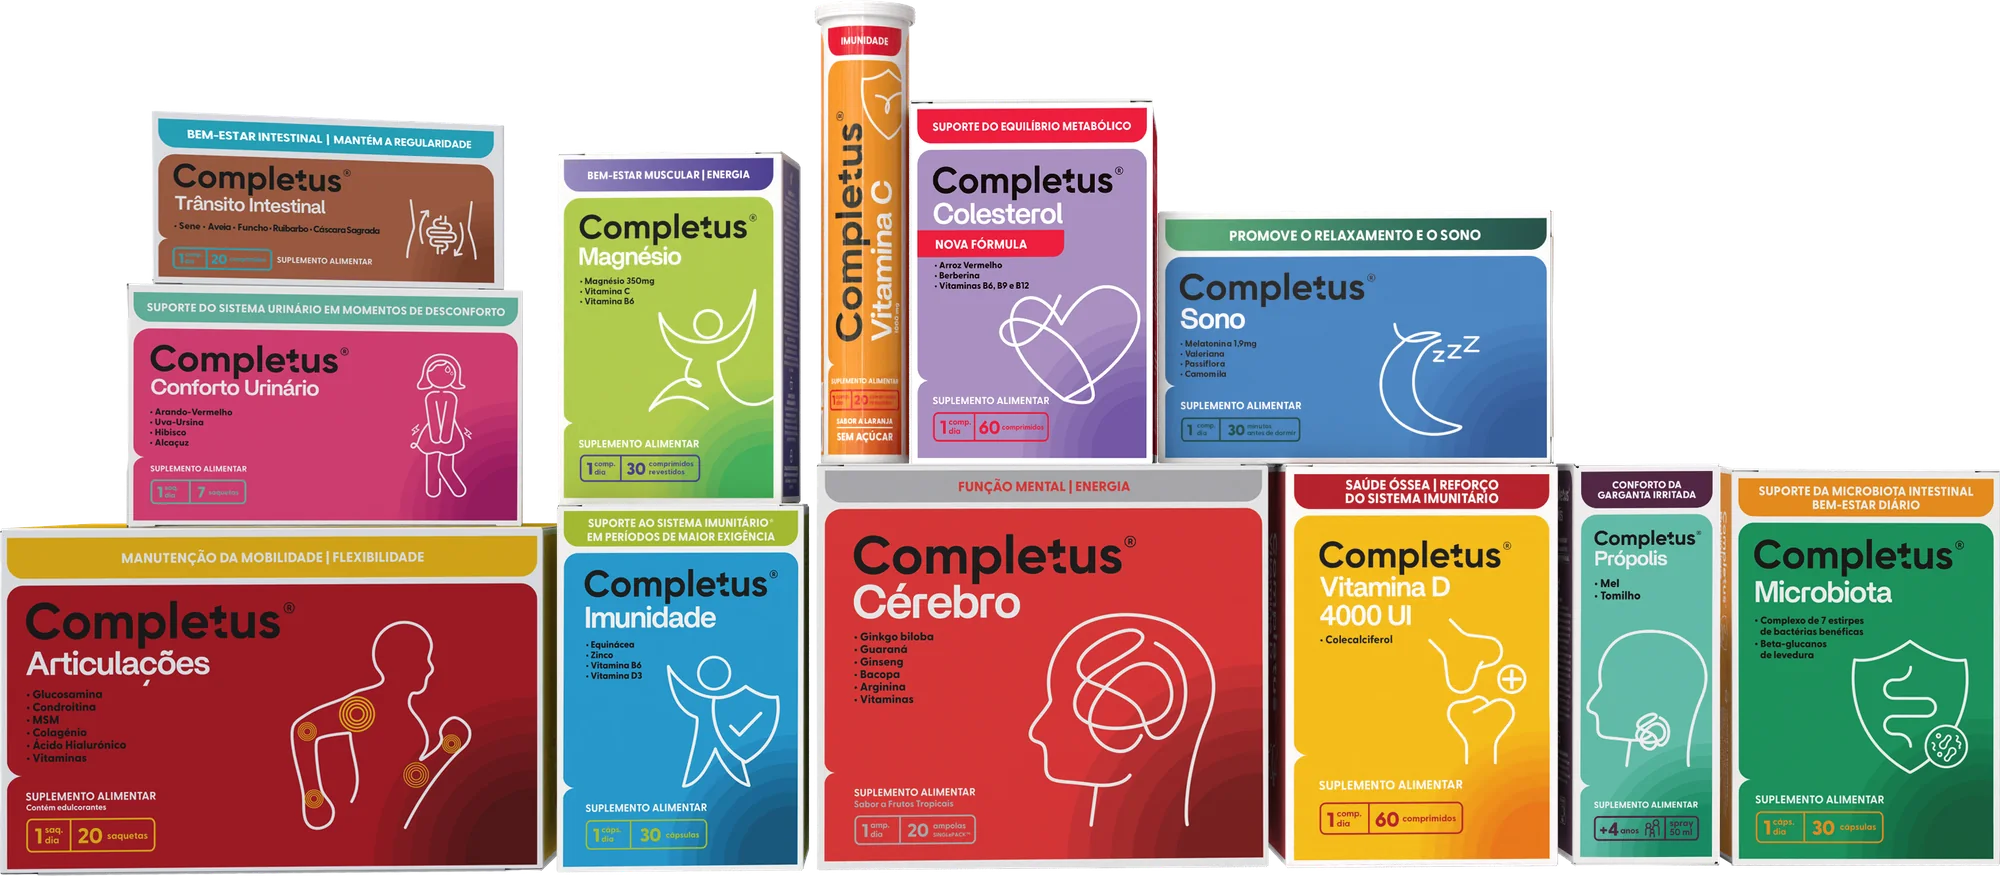 BEM-ESTAR INTESTINAL | MANTÉM A REGULARIDADE
Completus®
Trânsito Intestinal
• Sene • Aveia • Funcho • Ruibarbo • Cáscara Sagrada
1 comp. dia | 20 comprimidos
SUPLEMENTO ALIMENTAR
SUPORTE DO SISTEMA URINÁRIO EM MOMENTOS DE DESCONFORTO
Completus®
Conforto Urinário
• Arando-Vermelho
• Uva-Ursina
• Hibisco
• Alcaçuz
SUPLEMENTO ALIMENTAR
1 saq. dia | 7 saquetas
MANUTENÇÃO DA MOBILIDADE | FLEXIBILIDADE
Completus®
Articulações
• Glucosamina
• Condroitina
• MSM
• Colagénio
• Ácido Hialurónico
• Vitaminas
SUPLEMENTO ALIMENTAR
Contém edulcorantes
1 saq. dia | 20 saquetas
BEM-ESTAR MUSCULAR | ENERGIA
Completus®
Magnésio
• Magnésio 350mg
• Vitamina C
• Vitamina B6
SUPLEMENTO ALIMENTAR
1 comp. dia | 30 comprimidos revestidos
SUPORTE AO SISTEMA IMUNITÁRIO*
EM PERÍODOS DE MAIOR EXIGÊNCIA
Completus®
Imunidade
• Equinácea
• Zinco
• Vitamina B6
• Vitamina D3
SUPLEMENTO ALIMENTAR
1 cáps. dia | 30 cápsulas
IMUNIDADE
Completus®
Vitamina C
1000 mg
SUPLEMENTO ALIMENTAR
1 comp. dia | 20
SABOR A LARANJA
SEM AÇÚCAR
SUPORTE DO EQUILÍBRIO METABÓLICO
Completus®
Colesterol
NOVA FÓRMULA
• Arroz Vermelho
• Berberina
• Vitaminas B6, B9 e B12
SUPLEMENTO ALIMENTAR
1 comp. dia | 60 comprimidos
PROMOVE O RELAXAMENTO E O SONO
Completus®
Sono
• Melatonina 1,9mg
• Valeriana
• Passiflora
• Camomila
zzZ
SUPLEMENTO ALIMENTAR
1 comp. dia | 30 minutos antes de dormir
FUNÇÃO MENTAL | ENERGIA
Completus®
Cérebro
• Ginkgo biloba
• Guaraná
• Ginseng
• Bacopa
• Arginina
• Vitaminas
SUPLEMENTO ALIMENTAR
Sabor a Frutos Tropicais
1 amp. dia | 20 ampolas SINGLEPACK™
SAÚDE ÓSSEA | REFORÇO
DO SISTEMA IMUNITÁRIO
Completus®
Vitamina D
4000 UI
• Colecalciferol
SUPLEMENTO ALIMENTAR
1 comp. dia | 60 comprimidos
CONFORTO DA
GARGANTA IRRITADA
Completus®
Própolis
• Mel
• Tomilho
SUPLEMENTO ALIMENTAR
+4 anos | spray 50 ml
SUPORTE DA MICROBIOTA INTESTINAL
BEM-ESTAR DIÁRIO
Completus®
Microbiota
• Complexo de 7 estirpes
de bactérias benéficas
• Beta-glucanos
de levedura
SUPLEMENTO ALIMENTAR
1 cáps. dia | 30 cápsulas